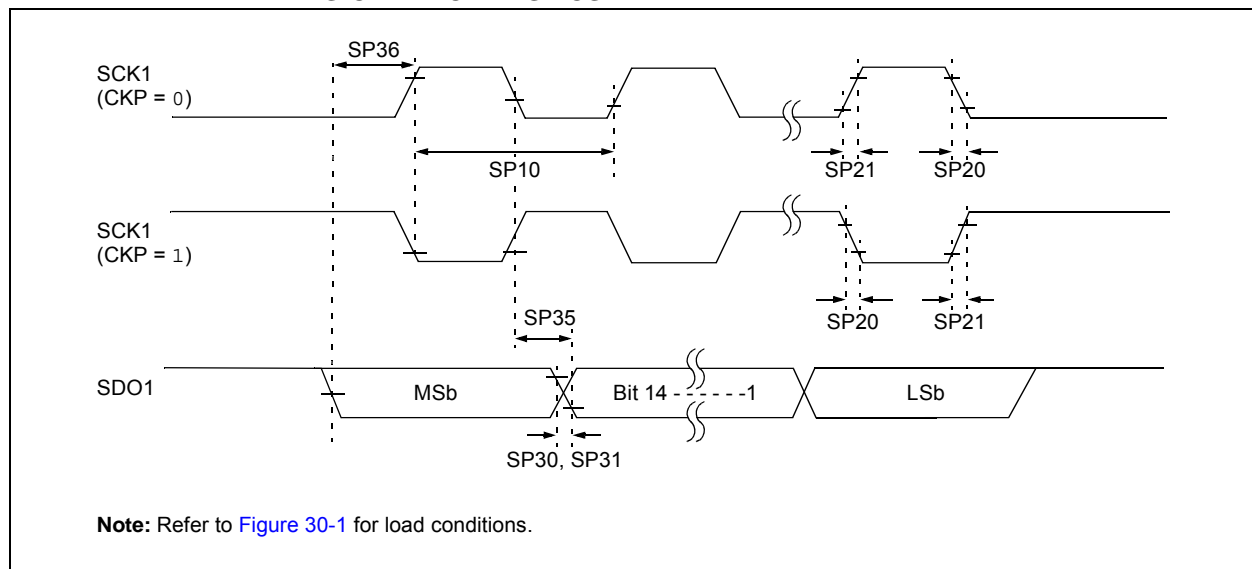 SP36
SCK1
(CKP = 0)
SP10
SP21
SP20
SCK1
(CKP = 1)
SP35
SP20
SP21
SDO1
MSb
Bit 14 - - - - - -1
LSb
SP30, SP31
Note: Refer to Figure 30-1 for load conditions.